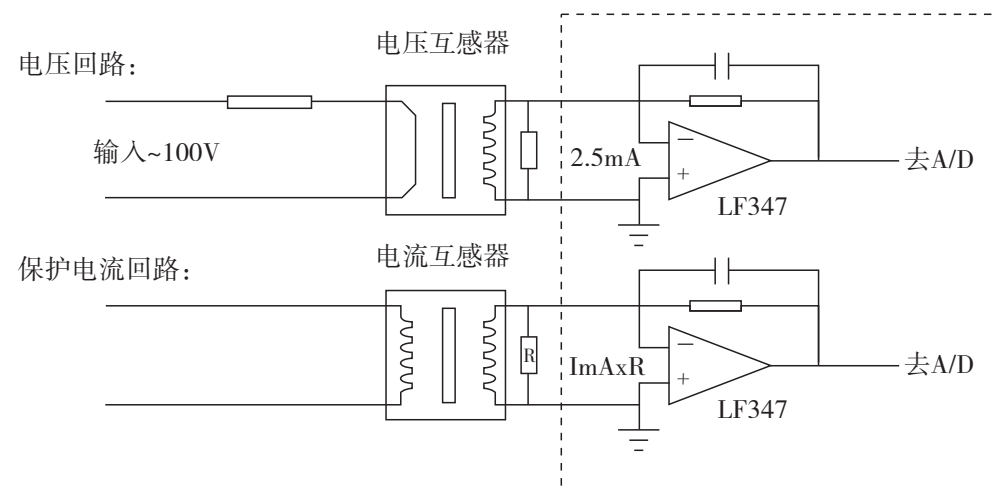 电压互感器
电压回路：
输入~100V
2.5mA
−
+
LF347
去A/D
电流互感器
保护电流回路：
R
ImAxR
−
+
LF347
去A/D